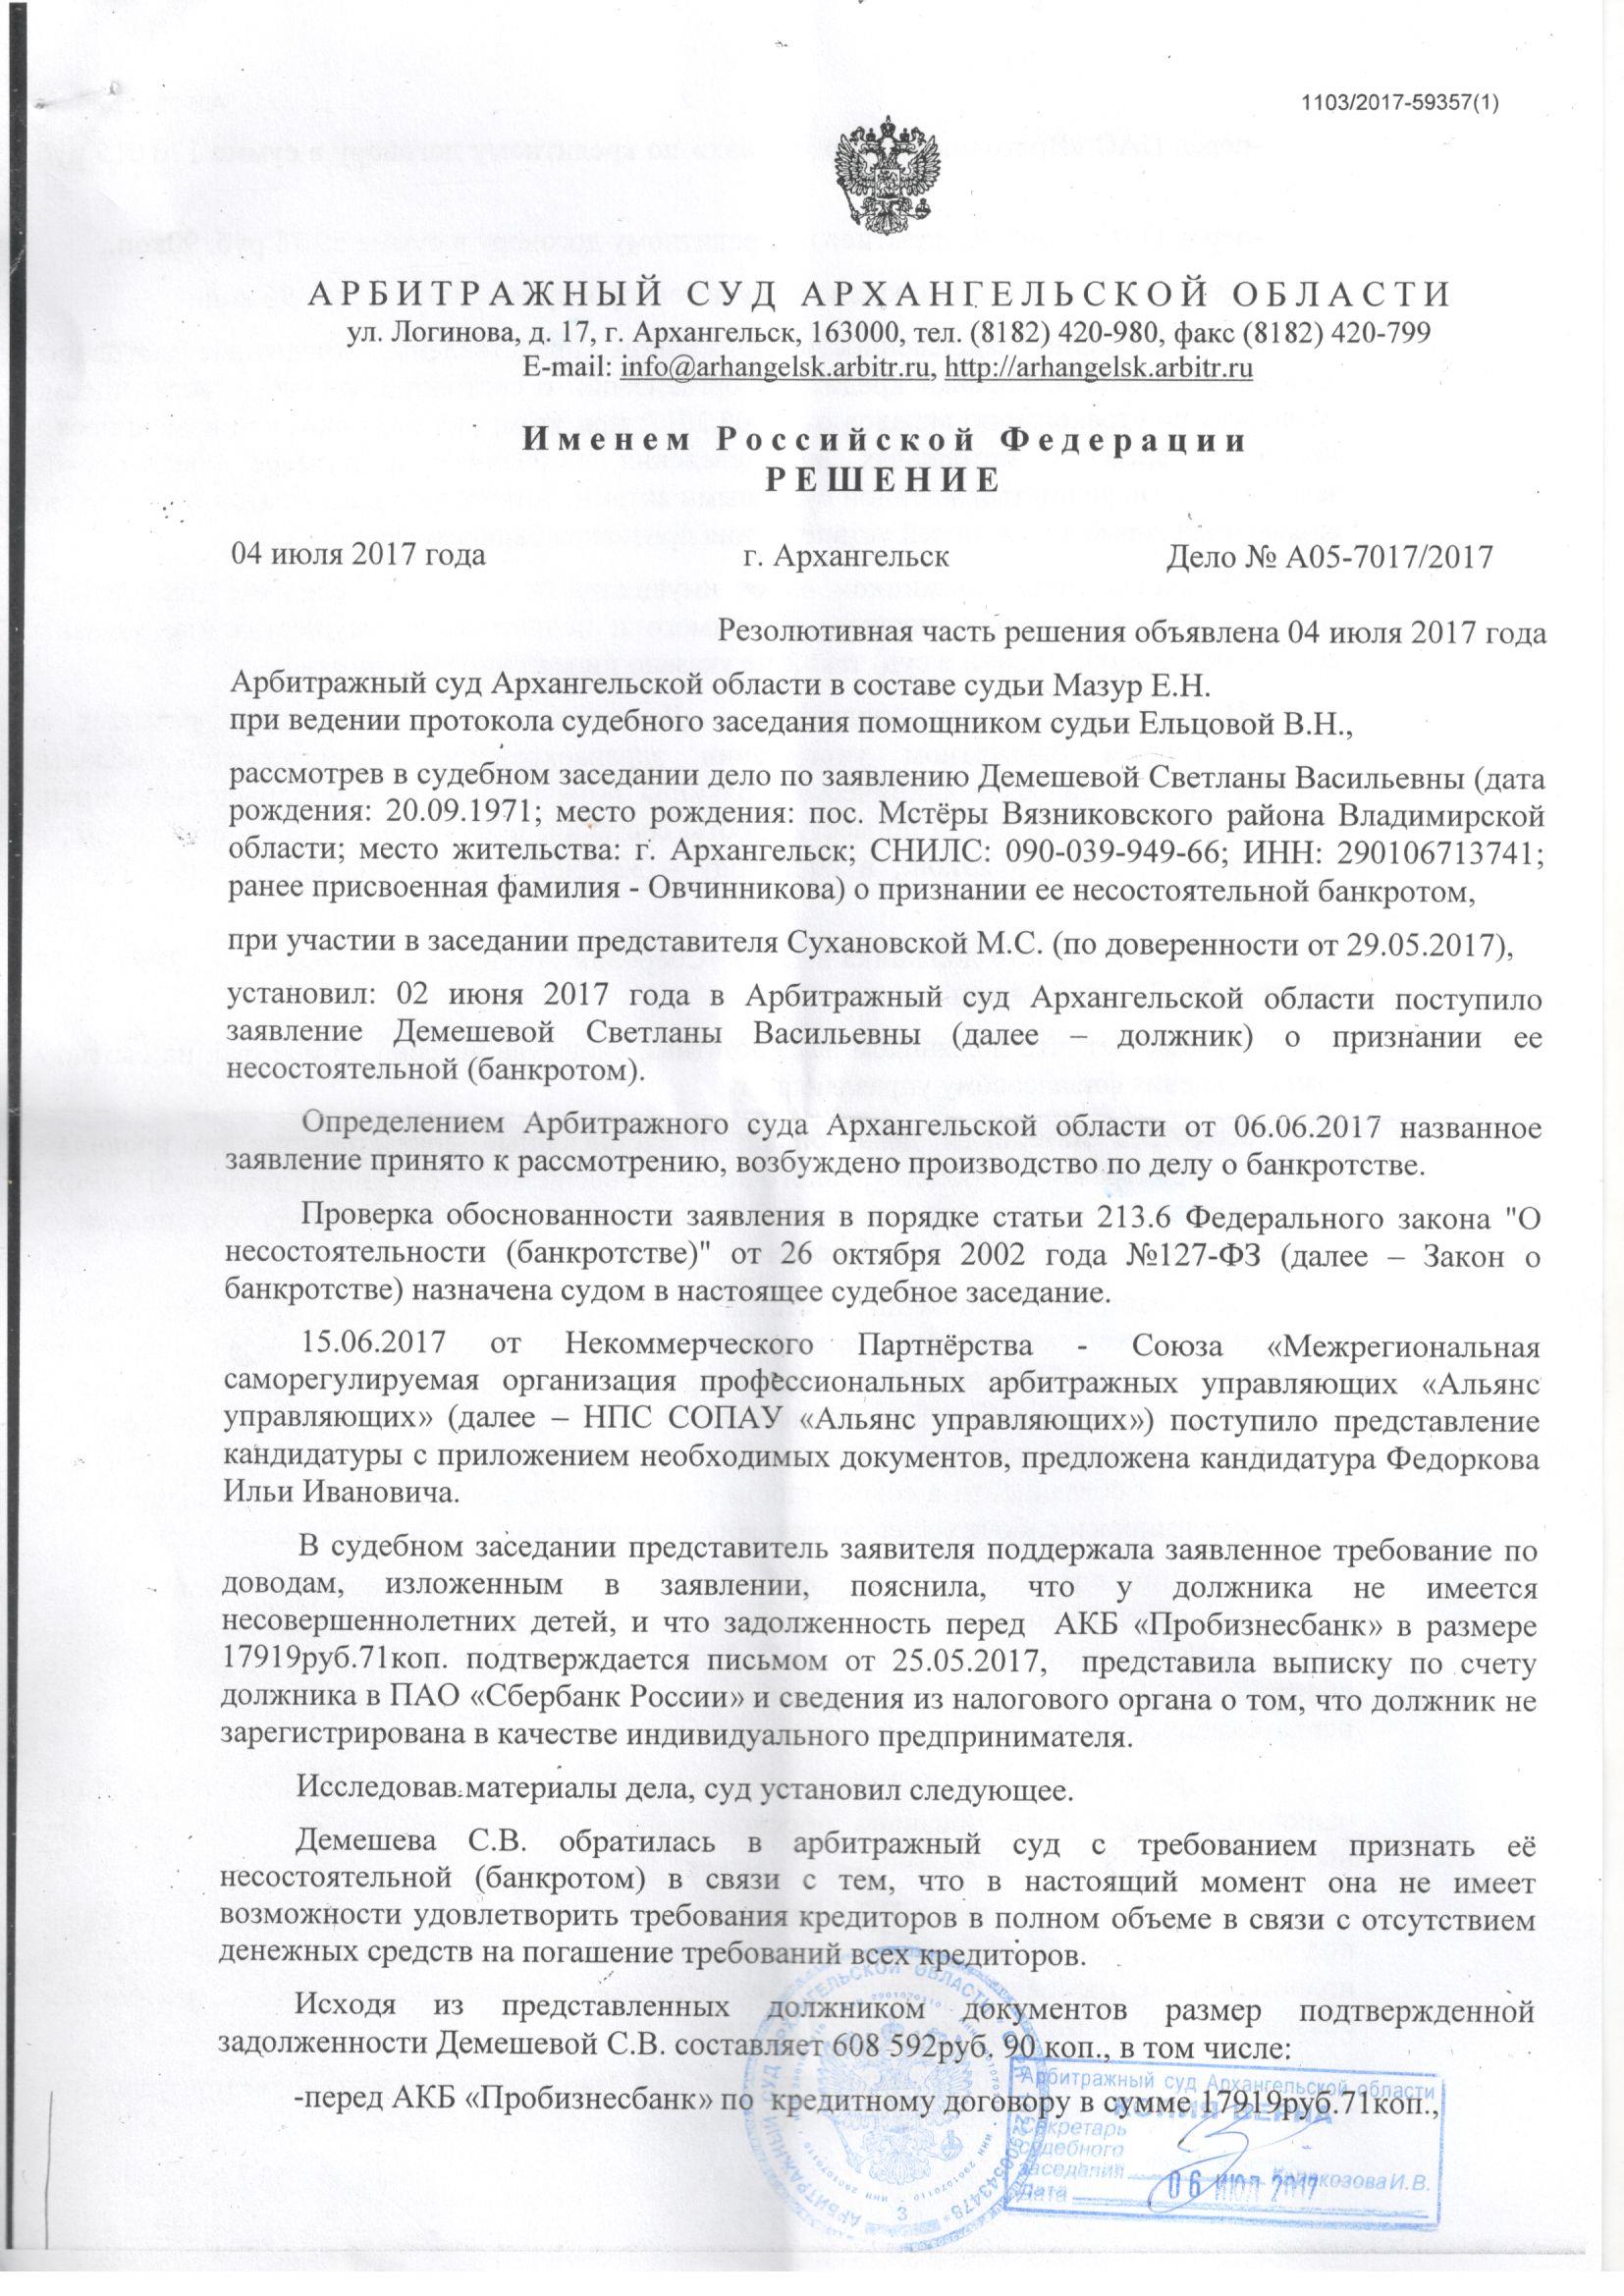 1103/2017-59357(1)
АРБИТРАЖНЫЙ СУД АРХАНГЕЛЬСКОЙ ОБЛАСТИ
ул. Логинова, д. 17, г. Архангельск, 163000, тел. (8182) 420-980, факс (8182) 420-799
E-mail: info@arhangelsk.arbitr.ru, http://arhangelsk.arbitr.ru
Именем Российской Федерации
РЕШЕНИЕ
04 июля 2017 года г. Архангельск Дело № А05-7017/2017
Резолютивная часть решения объявлена 04 июля 2017 года
Арбитражный суд Архангельской области в составе судьи Мазур Е.Н.
при ведении протокола судебного заседания помощником судьи Ельцовой В.Н.,
рассмотрев в судебном заседании дело по заявлению Демешевой Светланы Васильевны (дата
рождения: 20.09.1971; место рождения: пос. Мстёры Вязниковского района Владимирской
области; место жительства: г. Архангельск; СНИЛС: 090-039-949-66; ИНН: 290106713741;
ранее присвоенная фамилия - Овчинникова) о признании ее несостоятельной банкротом,
при участии в заседании представителя Сухановской М.С. (по доверенности от 29.05.2017),
установил: 02 июня 2017 года в Арбитражный суд Архангельской области поступило
заявление Демешевой Светланы Васильевны (далее – должник) о признании ее
несостоятельной (банкротом).
Определением Арбитражного суда Архангельской области от 06.06.2017 названное
заявление принято к рассмотрению, возбуждено производство по делу о банкротстве.
Проверка обоснованности заявления в порядке статьи 213.6 Федерального закона "О
несостоятельности (банкротстве)" от 26 октября 2002 года №127-ФЗ (далее – Закон о
банкротстве) назначена судом в настоящее судебное заседание.
15.06.2017 от Некоммерческого Партнёрства - Союза «Межрегиональная
саморегулируемая организация профессиональных арбитражных управляющих «Альянс
управляющих» (далее – НПС СОПАУ «Альянс управляющих») поступило представление
кандидатуры с приложением необходимых документов, предложена кандидатура Федоркова
Ильи Ивановича.
В судебном заседании представитель заявителя поддержала заявленное требование по
доводам, изложенным в заявлении, пояснила, что у должника не имеется
несовершеннолетних детей, и что задолженность перед АКБ «Пробизнесбанк» в размере
17919руб.71коп. подтверждается письмом от 25.05.2017, представила выписку по счету
должника в ПАО «Сбербанк России» и сведения из налогового органа о том, что должник не
зарегистрирован в качестве индивидуального предпринимателя.
Исследовав материалы дела, суд установил следующее.
Демешева С.В. обратилась в арбитражный суд с требованием признать её
несостоятельной (банкротом) в связи с тем, что в настоящий момент она не имеет
возможности удовлетворить требования кредиторов в полном объеме в связи с отсутствием
денежных средств на погашение требований всех кредиторов.
Исходя из представленных должником документов размер подтвержденной
задолженности Демешевой С.В. составляет 608 592руб. 90 коп., в том числе:
-перед АКБ «Пробизнесбанк» по кредитному договору в сумме 17919руб.71коп.,
Арбитражный суд Архангельской области
КОПИЯ ВЕРНА
Секретарь
судебного
заседания И.В.
Дата 06 ИЮЛ 2017